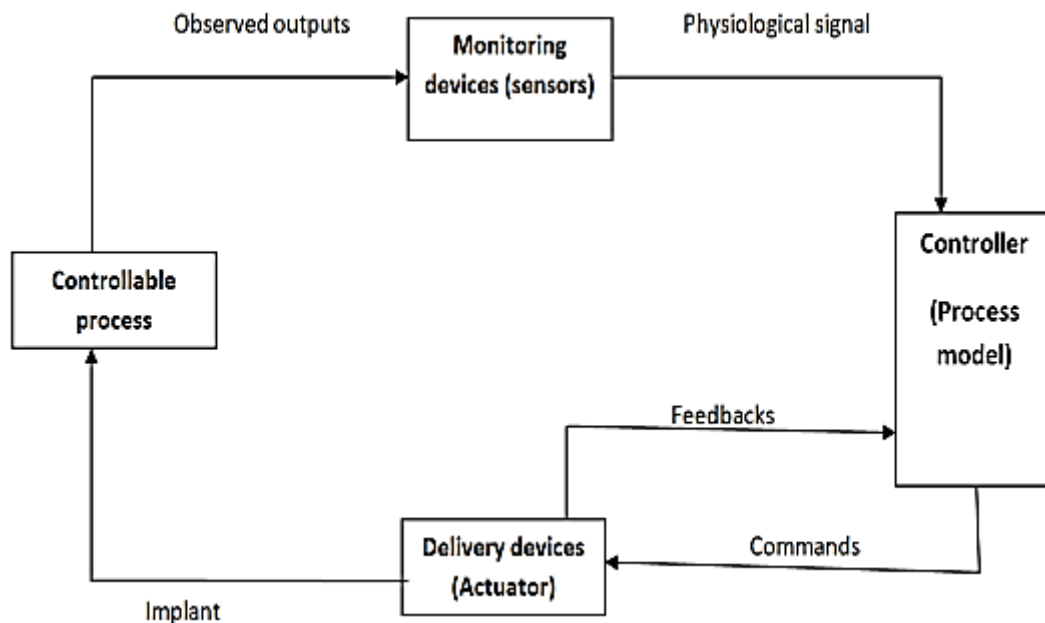 Observed outputs
Monitoring
devices (sensors)
Physiological signal
Controllable
process
Controller
(Process
model)
Feedbacks
Delivery devices
(Actuator)
Commands
Implant